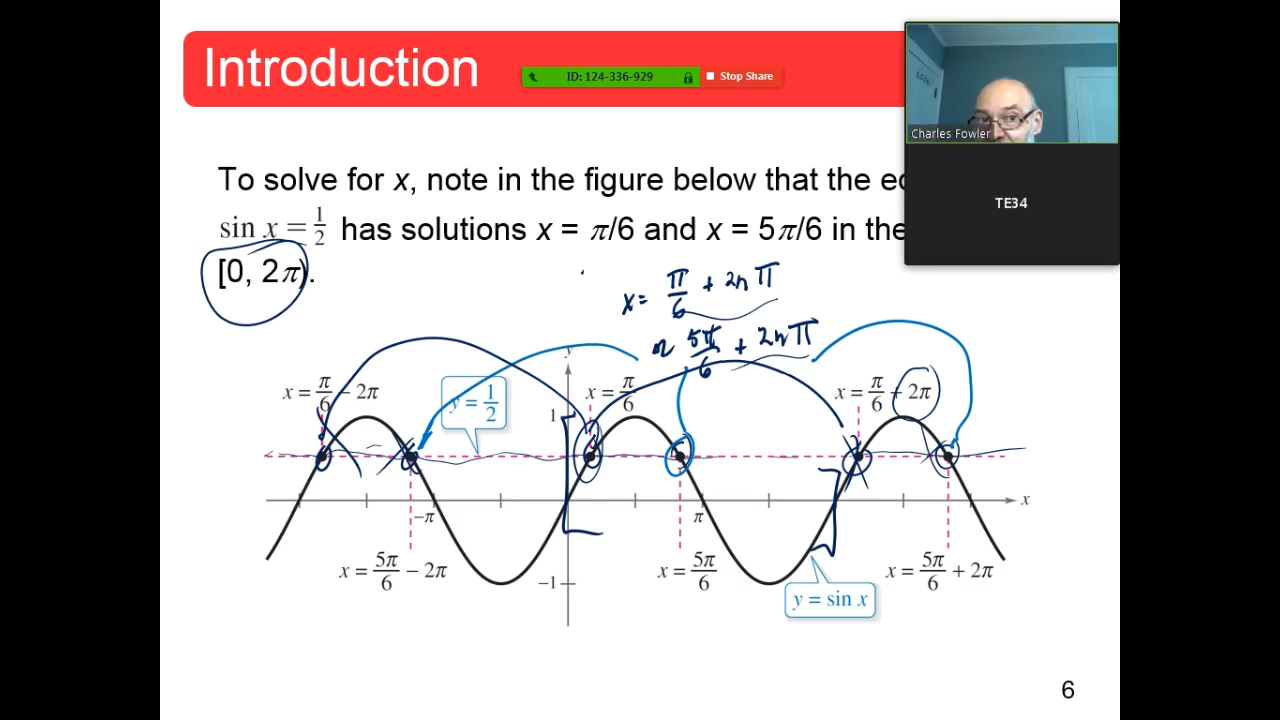 Introduction
ID: 124-336-929
Stop Share
Charles Fowler
TE34
To solve for x, note in the figure below that the
sin x = 1/2 has solutions x = π/6 and x = 5π/6 in the
[0, 2π).
x = π/6 + 2nπ
5π/6 + 2nπ
y
x = π/6 − 2π
y = 1/2
1
x = π/6
x = π/6 + 2π
−π
π
x
x = 5π/6 − 2π
−1
x = 5π/6
x = 5π/6 + 2π
y = sin x
6